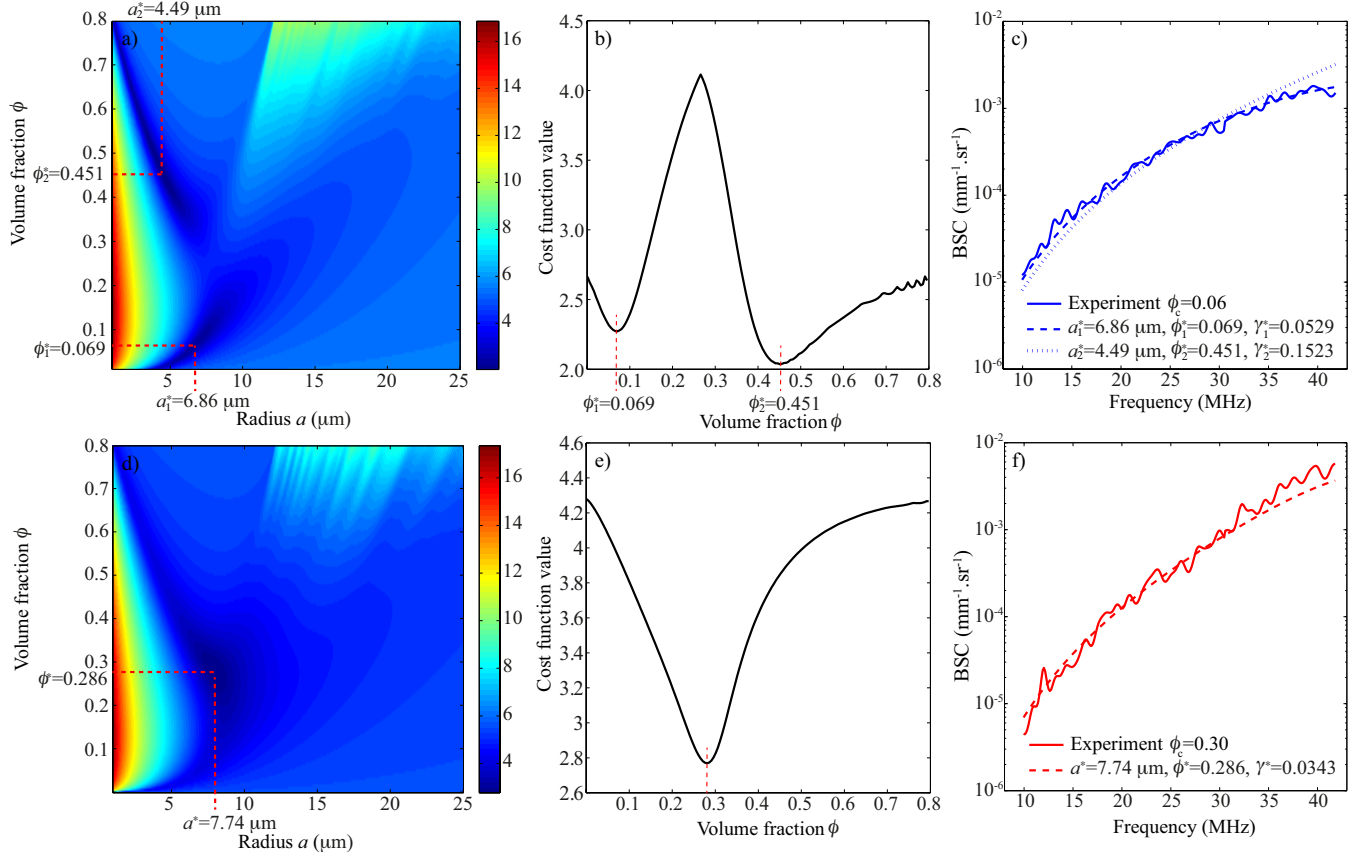 a₂*=4.49 μm
a)
Volume fraction ϕ
0.8
0.7
0.6
0.5
ϕ₂*=0.451
0.4
0.3
0.2
0.1
ϕ₁*=0.069
5 10 15 20 25
a₁*=6.86 μm
Radius a (μm)
16
14
12
10
8
6
4
2
b)
Cost function value
4.5
4.0
3.5
3.0
2.5
2.0
0.1 0.2 0.3 0.4 0.5 0.6 0.7 0.8
ϕ₁*=0.069 ϕ₂*=0.451
Volume fraction ϕ
c)
BSC (mm⁻¹.sr⁻¹)
10⁻²
10⁻³
10⁻⁴
10⁻⁵
10⁻⁶
Experiment ϕc=0.06
a₁*=6.86 μm, ϕ₁*=0.069, γ₁*=0.0529
a₂*=4.49 μm, ϕ₂*=0.451, γ₂*=0.1523
10 15 20 25 30 35 40
Frequency (MHz)
d)
Volume fraction ϕ
0.8
0.7
0.6
0.5
0.4
0.3
ϕ*=0.286
0.2
0.1
5 10 15 20 25
a*=7.74 μm
Radius a (μm)
16
14
12
10
8
6
4
e)
Cost function value
4.6
4.4
4.2
4
3.8
3.6
3.4
3.2
3.0
2.8
2.6
0.1 0.2 0.3 0.4 0.5 0.6 0.7 0.8
Volume fraction ϕ
f)
BSC (mm⁻¹.sr⁻¹)
10⁻²
10⁻³
10⁻⁴
10⁻⁵
10⁻⁶
Experiment ϕc=0.30
a*=7.74 μm, ϕ*=0.286, γ*=0.0343
10 15 20 25 30 35 40
Frequency (MHz)